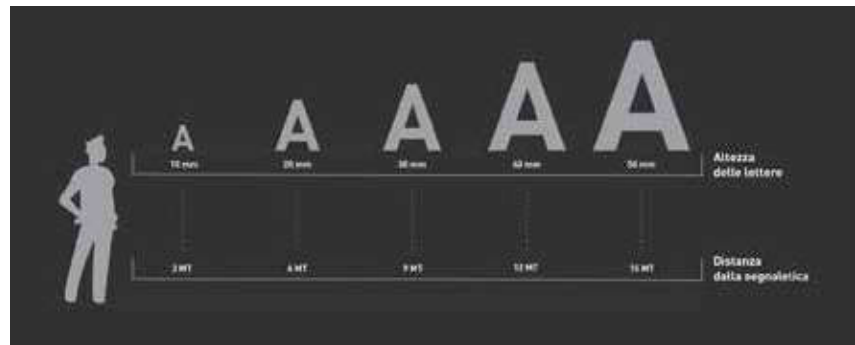 A A A A A
10 mm 20 mm 30 mm 40 mm 50 mm
Altezza
delle lettere
3 MT 6 MT 9 MT 12 MT 15 MT
Distanza
dalla segnaletica